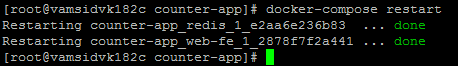 [root@vamsidvk182c counter-app]# docker-compose restart
Restarting counter-app_redis_1_e2aa6e236b83  ... done
Restarting counter-app_web-fe_1_2878f7f2a441 ... done
[root@vamsidvk182c counter-app]#